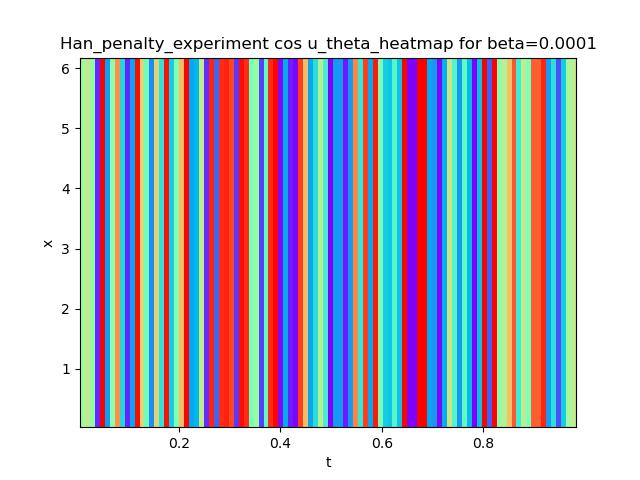 Han_penalty_experiment cos u_theta_heatmap for beta=0.0001
6
5
4
3
2
1
x
0.2 0.4 0.6 0.8
t